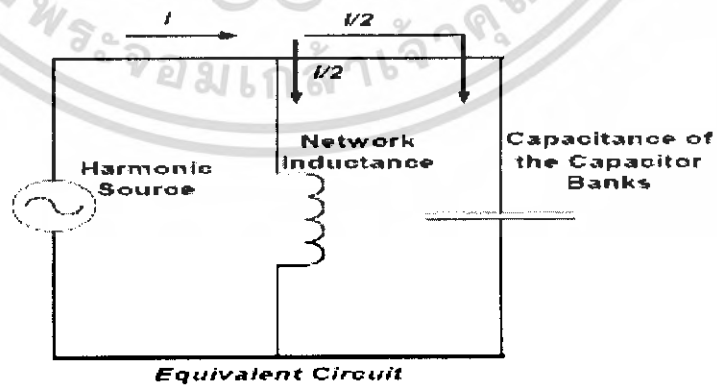 I
I/2
I/2
Harmonic
Source
Network
Inductance
Capacitance of
the Capacitor
Banks
Equivalent Circuit